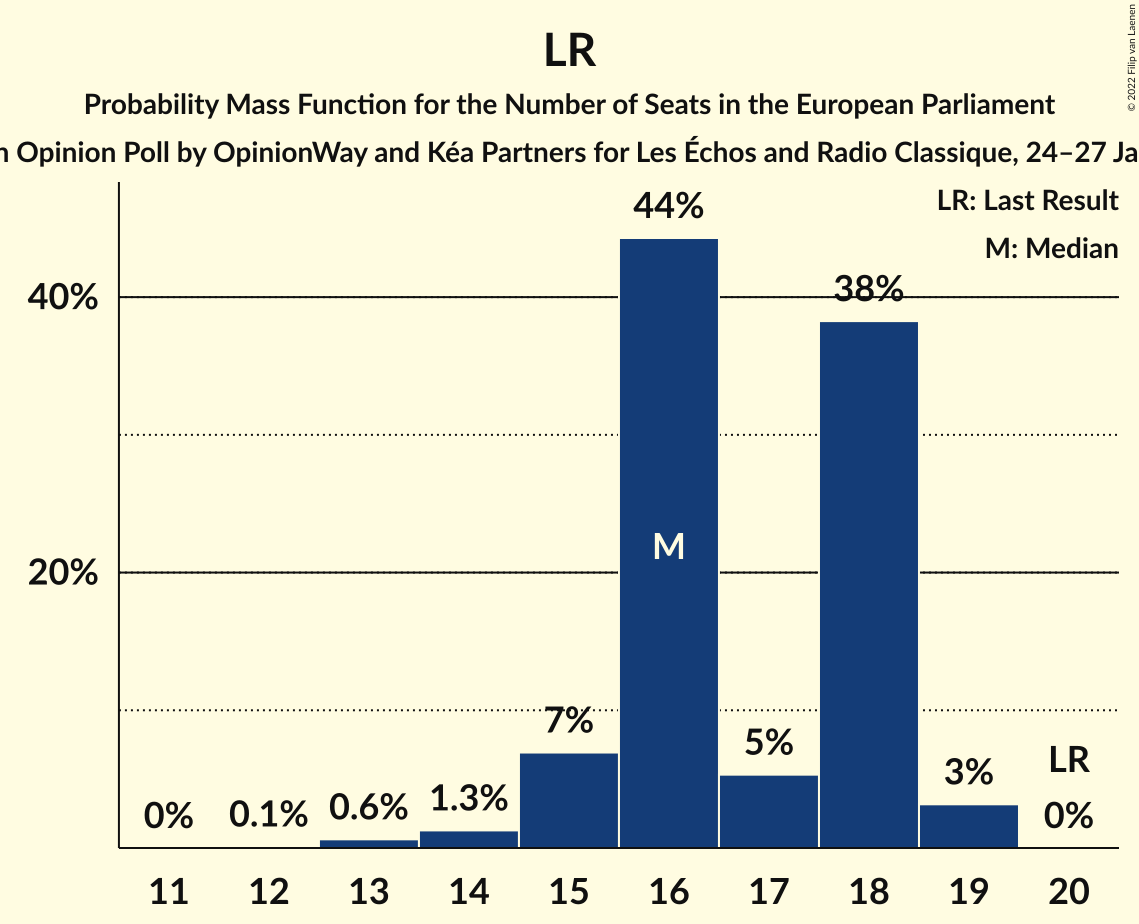 LR
Probability Mass Function for the Number of Seats in the European Parliament
Opinion Poll by OpinionWay and Kéa Partners for Les Échos and Radio Classique, 24–27
LR: Last Result
M: Median
© 2022 Filip van Laenen
44%
38%
40%
M
20%
7%
5%
3%
LR
1.3%
0.6%
0.1%
0%
0%
11 12 13 14 15 16 17 18 19 20